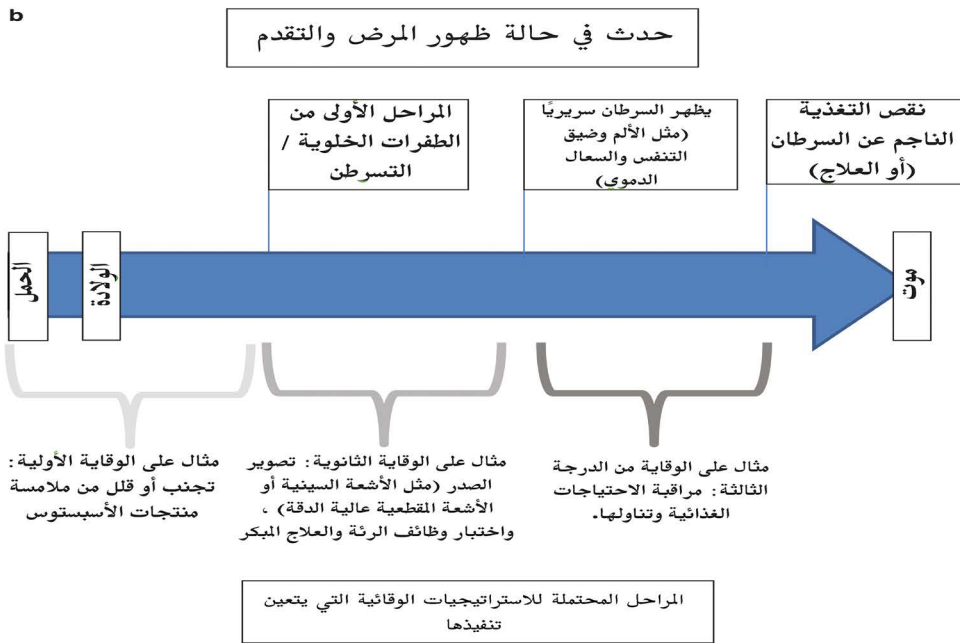 b
حدث في حالة ظهور المرض والتقدم
المراحل الأولى من
الطفرات الخلوية /
التسرطن
يظهر السرطان سريريًا
(مثل الألم وضيق
التنفس والسعال
الدموي)
نقص التغذية
الناجم عن السرطان
(أو العلاج)
الحمل
الولادة
موت
مثال على الوقاية الأولية:
تجنب أو قلل من ملامسة
منتجات الأسبستوس
مثال على الوقاية الثانوية: تصوير
الصدر (مثل الأشعة السينية أو
الأشعة المقطعية عالية الدقة) ،
واختبار وظائف الرئة والعلاج المبكر
مثال على الوقاية من الدرجة
الثالثة: مراقبة الاحتياجات
الغذائية وتناولها.
المراحل المحتملة للاستراتيجيات الوقائية التي يتعين
تنفيذها